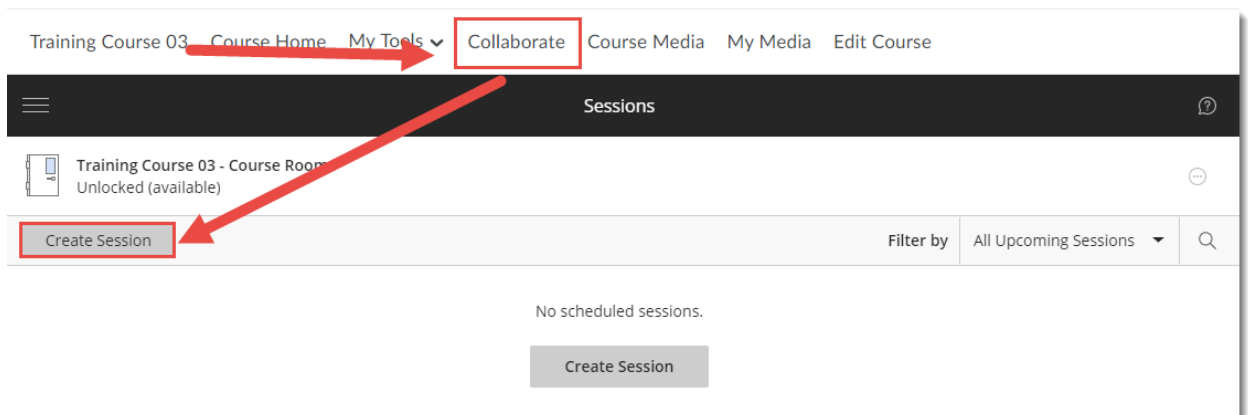 Training Course 03 Course Home My Tools Collaborate Course Media My Media Edit Course
Sessions
Training Course 03 - Course Room
Unlocked (available)
Create Session Filter by All Upcoming Sessions
No scheduled sessions.
Create Session